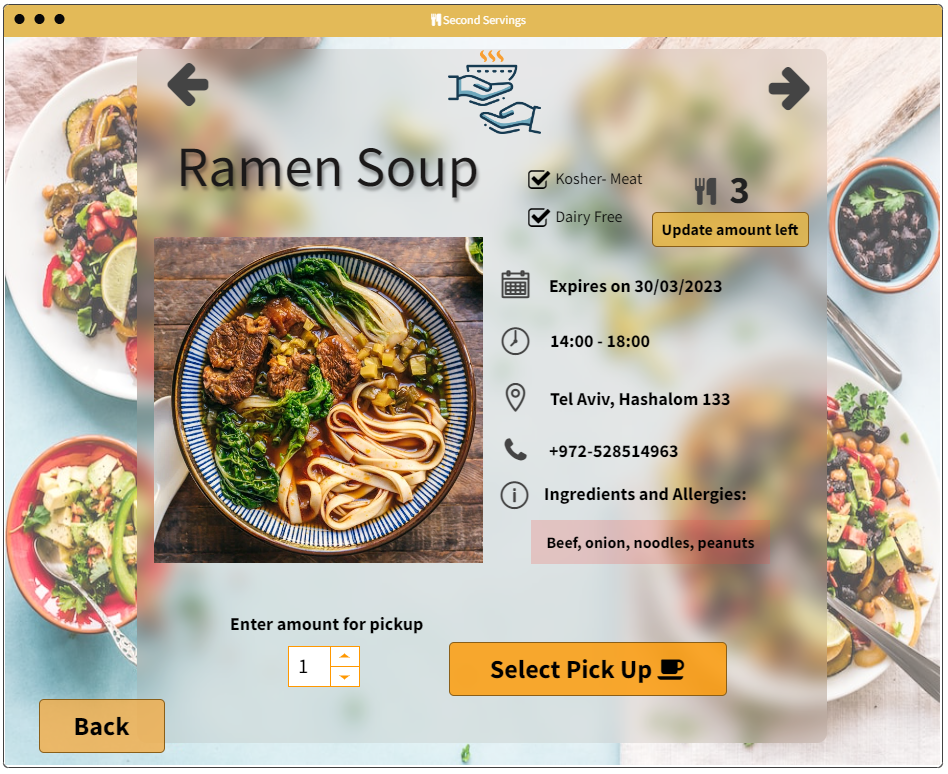 Second Servings
Ramen Soup
Kosher- Meat
Dairy Free
3
Update amount left
Expires on 30/03/2023
14:00 - 18:00
Tel Aviv, Hashalom 133
+972-528514963
Ingredients and Allergies:
Beef, onion, noodles, peanuts
Enter amount for pickup
1
Select Pick Up
Back